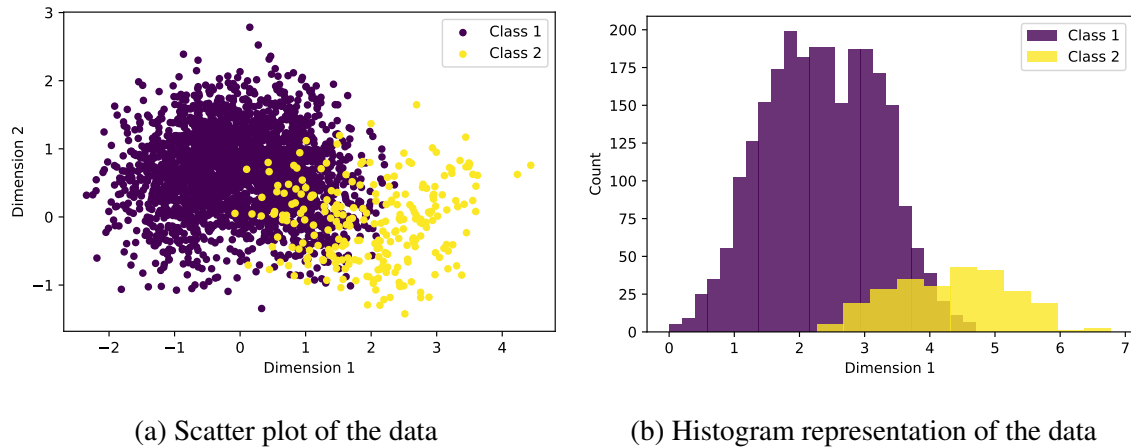 3
2
1
0
−1
Dimension 2
−2 −1 0 1 2 3 4
Dimension 1
Class 1
Class 2
200
175
150
125
100
75
50
25
0
Count
0 1 2 3 4 5 6 7
Dimension 1
Class 1
Class 2
(a) Scatter plot of the data
(b) Histogram representation of the data